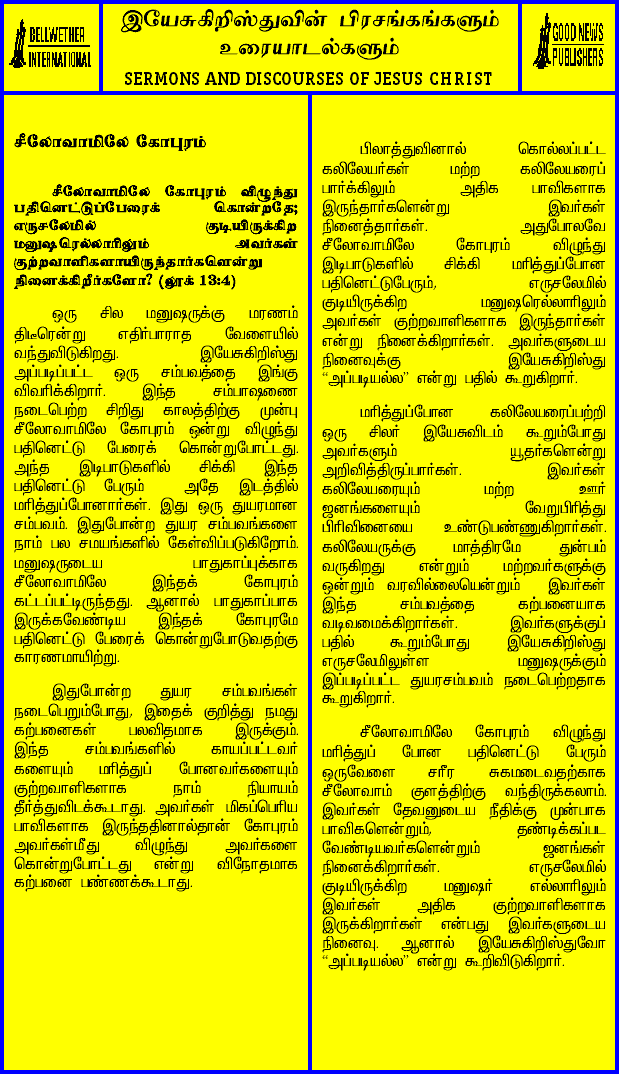 BELLWETHER
INTERNATIONAL
இயேசுகிறிஸ்துவின் பிரசங்கங்களும்
உரையாடல்களும்
SERMONS AND DISCOURSES OF JESUS CHRIST
GOOD NEWS
PUBLISHERS
சீலோவாமிலே கோபுரம்
சீலோவாமிலே கோபுரம் விழுந்து
பதினெட்டுப்பேரைக் கொன்றதே;
எருசலேமில் குடியிருக்கிற
மனுஷரெல்லாரிலும் அவர்கள்
குற்றவாளிகளாயிருந்தார்களென்று
நினைக்கிறீர்களோ? (லூக் 13:4)
ஒரு சில மனுஷருக்கு மரணம்
திடீரென்று எதிர்பாராத வேளையில்
வந்துவிடுகிறது. இயேசுகிறிஸ்து
அப்படிப்பட்ட ஒரு சம்பவத்தை இங்கு
விவரிக்கிறார். இந்த சம்பாஷணை
நடைபெற்ற சிறிது காலத்திற்கு முன்பு
சீலோவாமிலே கோபுரம் ஒன்று விழுந்து
பதினெட்டு பேரைக் கொன்றுபோட்டது.
அந்த இடிபாடுகளில் சிக்கி இந்த
பதினெட்டு பேரும் அதே இடத்தில்
மரித்துப்போனார்கள். இது ஒரு துயரமான
சம்பவம். இதுபோன்ற துயர சம்பவங்களை
நாம் பல சமயங்களில் கேள்விப்படுகிறோம்.
மனுஷருடைய பாதுகாப்புக்காக
சீலோவாமிலே இந்தக் கோபுரம்
கட்டப்பட்டிருந்தது. ஆனால் பாதுகாப்பாக
இருக்கவேண்டிய இந்தக் கோபுரமே
பதினெட்டு பேரைக் கொன்றுபோடுவதற்கு
காரணமாயிற்று.
இதுபோன்ற துயர சம்பவங்கள்
நடைபெறும்போது, இதைக் குறித்து நமது
கற்பனைகள் பலவிதமாக இருக்கும்.
இந்த சம்பவங்களில் காயப்பட்டவர்
களையும் மரித்துப் போனவர்களையும்
குற்றவாளிகளாக நாம் நியாயம்
தீர்த்துவிடக்கூடாது. அவர்கள் மிகப்பெரிய
பாவிகளாக இருந்ததினால்தான் கோபுரம்
அவர்கள்மீது விழுந்து அவர்களை
கொன்றுபோட்டது என்று விநோதமாக
கற்பனை பண்ணக்கூடாது.
பிலாத்துவினால் கொல்லப்பட்ட
கலிலேயர்கள் மற்ற கலிலேயரைப்
பார்க்கிலும் அதிக பாவிகளாக
இருந்தார்களென்று இவர்கள்
நினைத்தார்கள். அதுபோலவே
சீலோவாமிலே கோபுரம் விழுந்து
இடிபாடுகளில் சிக்கி மரித்துப்போன
பதினெட்டுபேரும், எருசலேமில்
குடியிருக்கிற மனுஷரெல்லாரிலும்
அவர்கள் குற்றவாளிகளாக இருந்தார்கள்
என்று நினைக்கிறார்கள். அவர்களுடைய
நினைவுக்கு இயேசுகிறிஸ்து
“அப்படியல்ல” என்று பதில் கூறுகிறார்.
மரித்துப்போன கலிலேயரைப்பற்றி
ஒரு சிலர் இயேசுவிடம் கூறும்போது
அவர்களும் யூதர்களென்று
அறிவித்திருப்பார்கள். இவர்கள்
கலிலேயரையும் மற்ற ஊர்
ஜனங்களையும் வேறுபிரித்து
பிரிவினையை உண்டுபண்ணுகிறார்கள்.
கலிலேயருக்கு மாத்திரமே துன்பம்
வருகிறது என்றும் மற்றவர்களுக்கு
ஒன்றும் வரவில்லையென்றும் இவர்கள்
இந்த சம்பவத்தை கற்பனையாக
வடிவமைக்கிறார்கள். இவர்களுக்குப்
பதில் கூறும்போது இயேசுகிறிஸ்து
எருசலேமிலுள்ள மனுஷருக்கும்
இப்படிப்பட்ட துயரசம்பவம் நடைபெற்றதாக
கூறுகிறார்.
சீலோவாமிலே கோபுரம் விழுந்து
மரித்துப் போன பதினெட்டு பேரும்
ஒருவேளை சரீர சுகமடைவதற்காக
சீலோவாம் குளத்திற்கு வந்திருக்கலாம்.
இவர்கள் தேவனுடைய நீதிக்கு முன்பாக
பாவிகளென்றும், தண்டிக்கப்பட
வேண்டியவர்களென்றும் ஜனங்கள்
நினைக்கிறார்கள். எருசலேமில்
குடியிருக்கிற மனுஷர் எல்லாரிலும்
இவர்கள் அதிக குற்றவாளிகளாக
இருக்கிறார்கள் என்பது இவர்களுடைய
நினைவு. ஆனால் இயேசுகிறிஸ்துவோ
“அப்படியல்ல” என்று கூறிவிடுகிறார்.